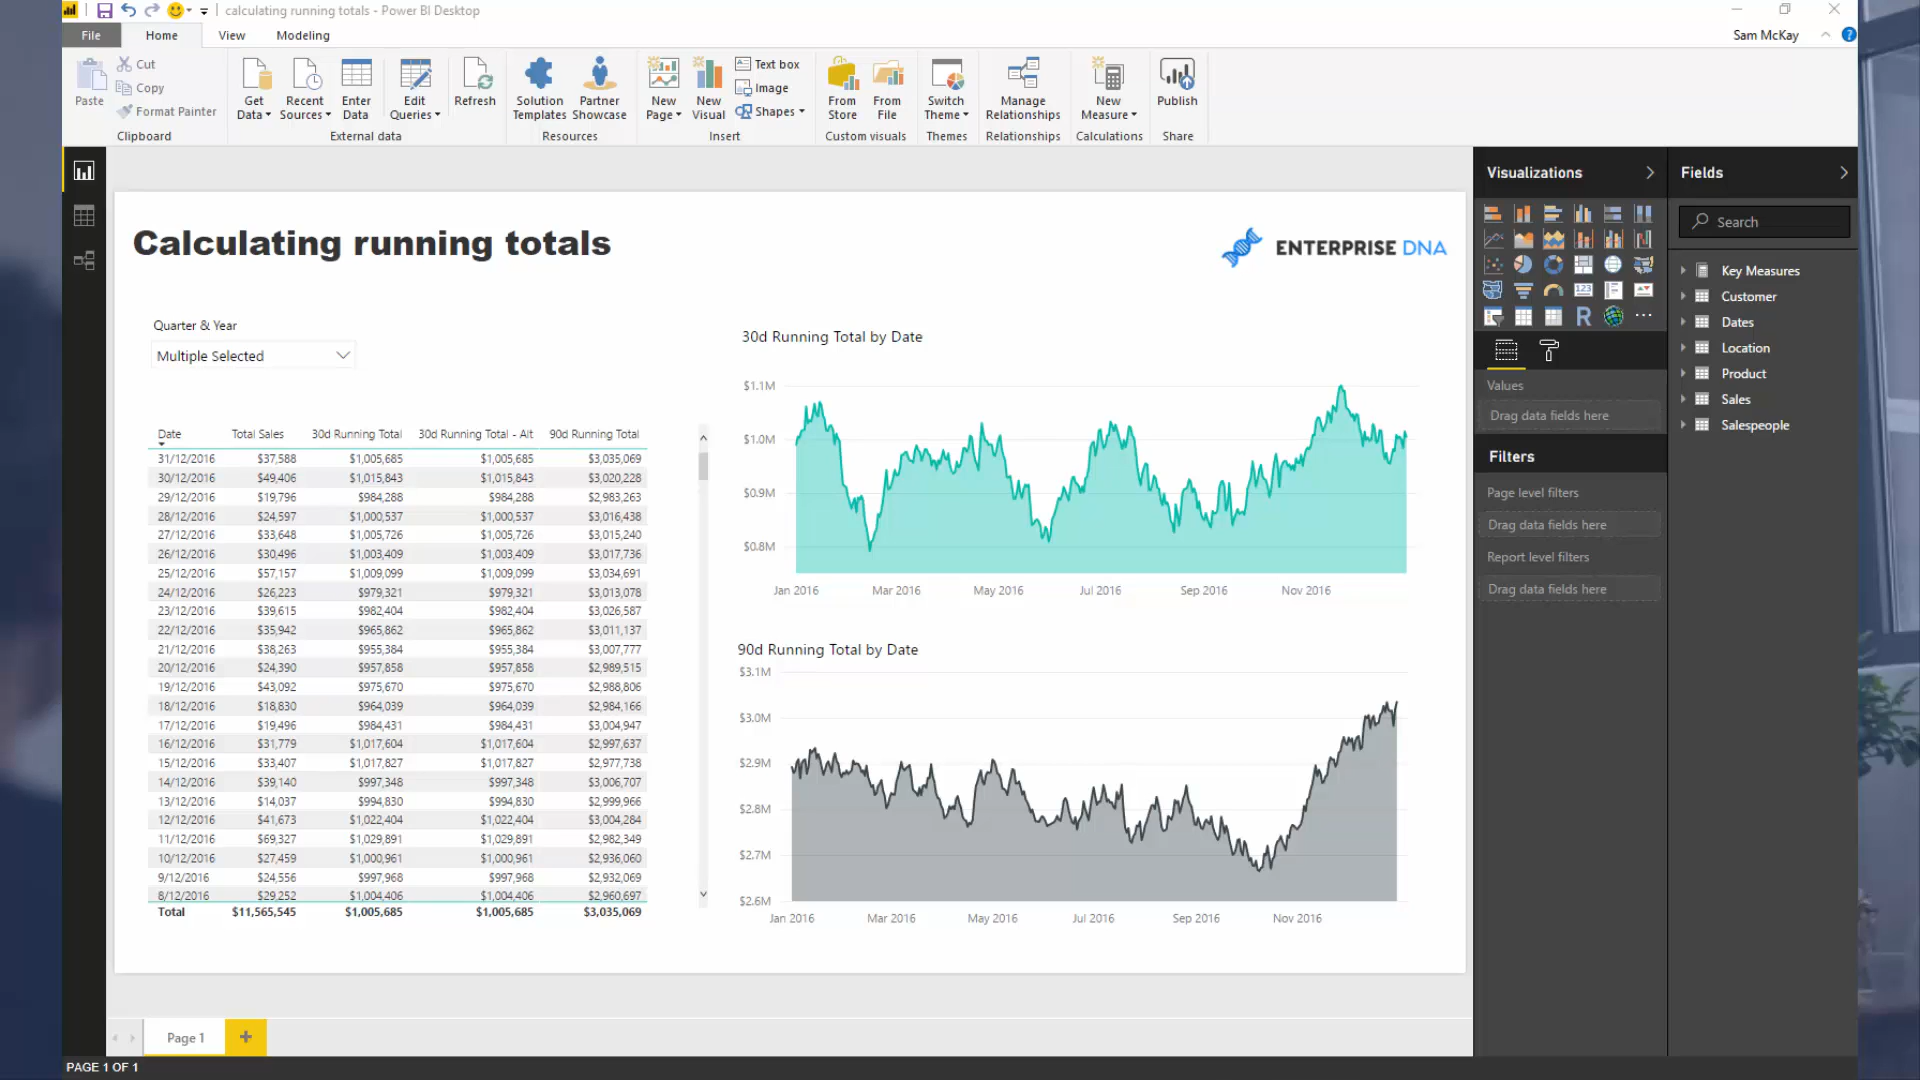 calculating running totals - Power BI Desktop
File Home View Modeling Sam McKay ?
Paste Cut Copy Format Painter
Clipboard
Get Data Recent Sources Enter Data Edit Queries Refresh
External data
Solution Templates Partner Showcase
Resources
New Page New Visual Text box Image Shapes
Insert
From Store From File
Custom visuals
Switch Theme
Themes
Manage Relationships
Relationships
New Measure
Calculations
Publish
Share
Calculating running totals
ENTERPRISE DNA
Quarter & Year
Multiple Selected
Date Total Sales 30d Running Total 30d Running Total - Alt 90d Running Total
31/12/2016 $37,588 $1,005,685 $1,005,685 $3,035,069
30/12/2016 $49,406 $1,015,843 $1,015,843 $3,020,228
29/12/2016 $19,796 $984,288 $984,288 $2,983,263
28/12/2016 $24,597 $1,000,537 $1,000,537 $3,016,438
27/12/2016 $33,648 $1,005,726 $1,005,726 $3,015,240
26/12/2016 $30,496 $1,003,409 $1,003,409 $3,017,736
25/12/2016 $57,157 $1,009,099 $1,009,099 $3,034,691
24/12/2016 $26,223 $979,321 $979,321 $3,013,078
23/12/2016 $39,615 $982,404 $982,404 $3,026,587
22/12/2016 $35,942 $965,862 $965,862 $3,011,137
21/12/2016 $38,263 $955,384 $955,384 $3,007,777
20/12/2016 $24,390 $957,858 $957,858 $2,989,515
19/12/2016 $43,092 $975,670 $975,670 $2,988,806
18/12/2016 $18,830 $964,039 $964,039 $2,984,166
17/12/2016 $19,496 $984,431 $984,431 $3,004,947
16/12/2016 $31,779 $1,017,604 $1,017,604 $2,997,637
15/12/2016 $33,407 $1,017,827 $1,017,827 $2,977,738
14/12/2016 $39,140 $997,348 $997,348 $3,006,707
13/12/2016 $14,037 $994,830 $994,830 $2,999,966
12/12/2016 $41,673 $1,022,404 $1,022,404 $3,004,284
11/12/2016 $69,327 $1,029,891 $1,029,891 $2,982,349
10/12/2016 $27,459 $1,000,961 $1,000,961 $2,936,060
9/12/2016 $24,556 $997,968 $997,968 $2,932,069
8/12/2016 $29,252 $1,004,406 $1,004,406 $2,960,697
Total $11,565,545 $1,005,685 $1,005,685 $3,035,069
30d Running Total by Date
$1.1M
$1.0M
$0.9M
$0.8M
Jan 2016 Mar 2016 May 2016 Jul 2016 Sep 2016 Nov 2016
90d Running Total by Date
$3.1M
$3.0M
$2.9M
$2.8M
$2.7M
$2.6M
Jan 2016 Mar 2016 May 2016 Jul 2016 Sep 2016 Nov 2016
Visualizations
123
R
Values
Drag data fields here
Filters
Page level filters
Drag data fields here
Report level filters
Drag data fields here
Fields
Search
Key Measures
Customer
Dates
Location
Product
Sales
Salespeople
Page 1
PAGE 1 OF 1